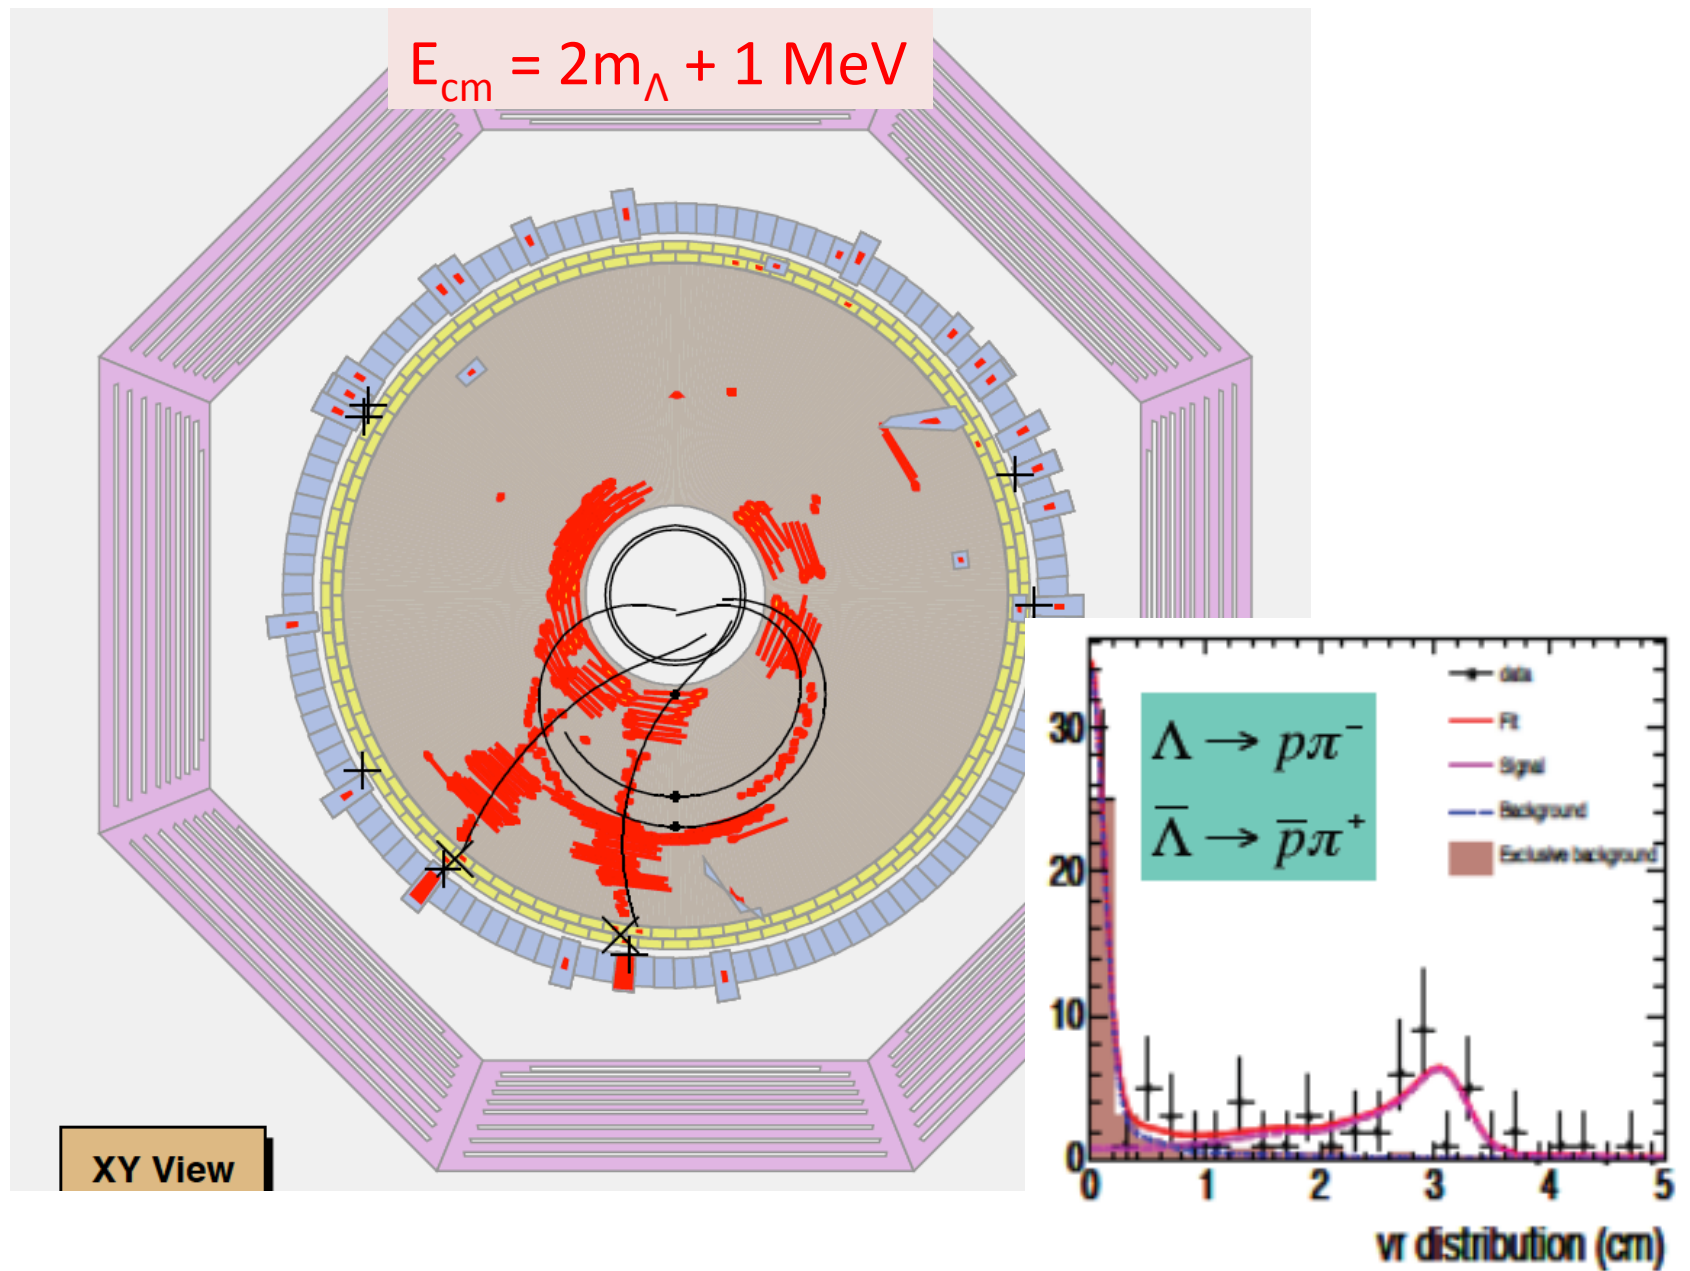 E_cm = 2m_Λ + 1 MeV
XY View
Λ → pπ⁻
Λ̅ → p̅π⁺
data
Fit
Signal
Background
Exclusive background
30
20
10
0
0 1 2 3 4 5
vr distribution (cm)